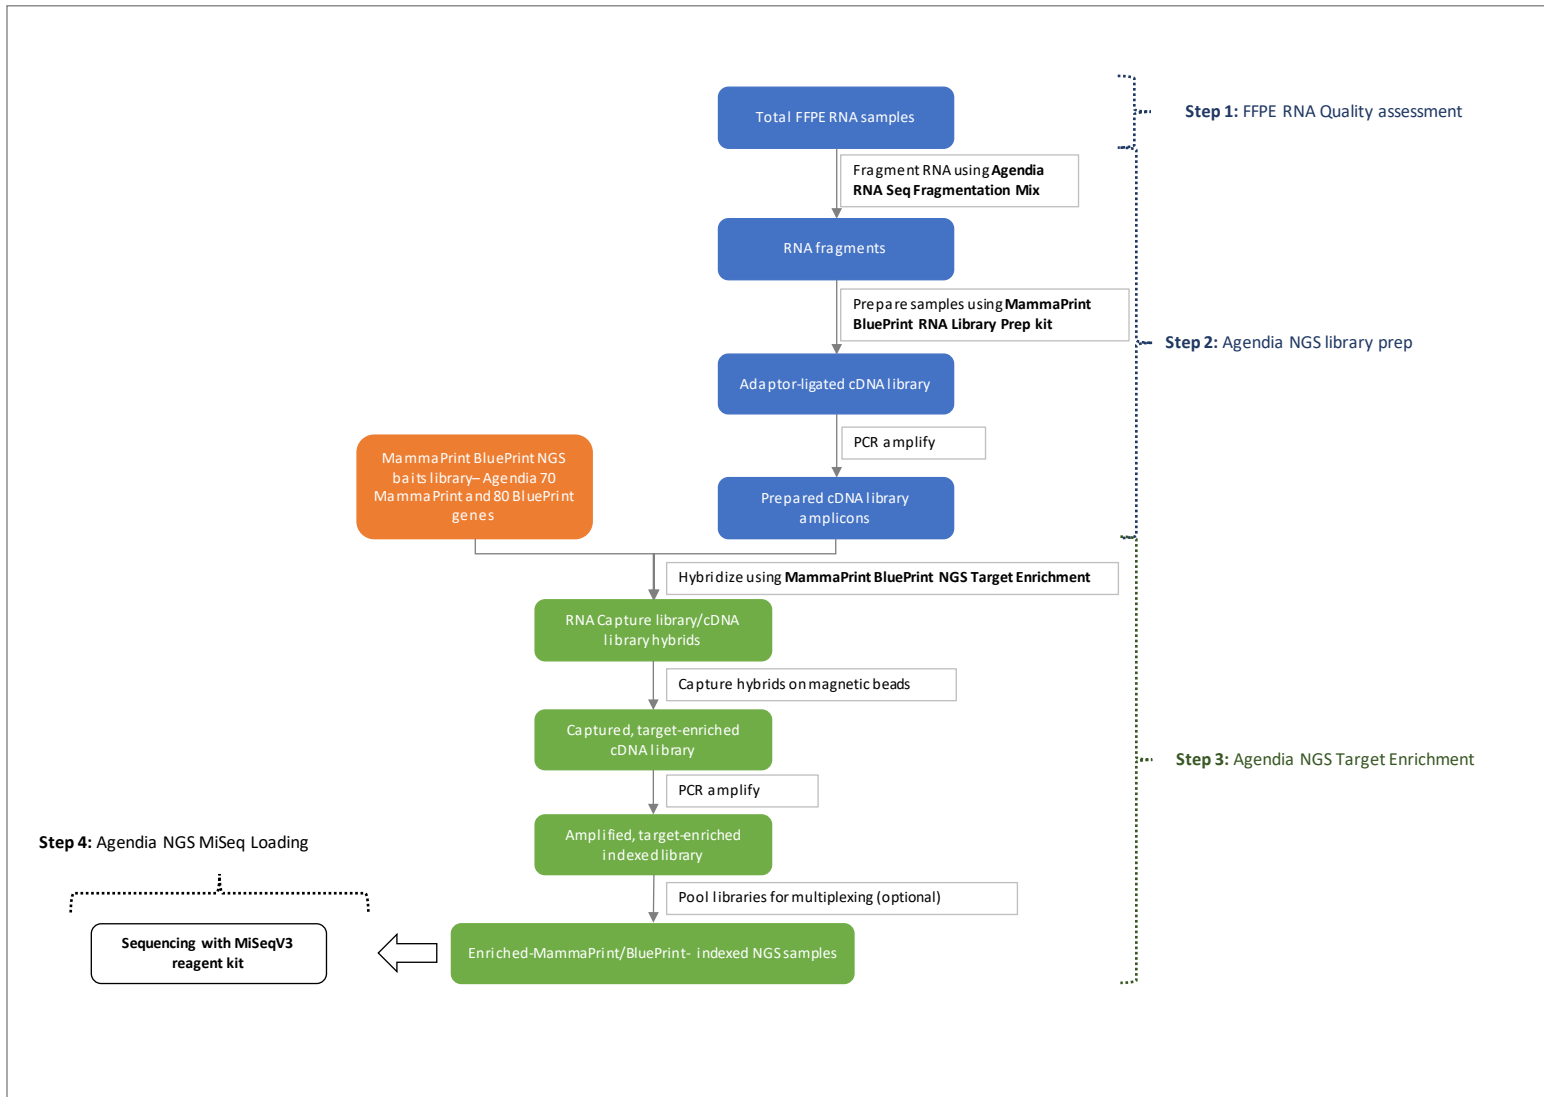 Total FFPE RNA samples
Step 1: FFPE RNA Quality assessment
Fragment RNA using Agendia
RNA Seq Fragmentation Mix
RNA fragments
Prepare samples using MammaPrint
BluePrint RNA Library Prep kit
Step 2: Agendia NGS library prep
Adaptor-ligated cDNA library
PCR amplify
MammaPrint BluePrint NGS
baits library– Agendia 70
MammaPrint and 80 BluePrint
genes
Prepared cDNA library
amplicons
Hybridize using MammaPrint BluePrint NGS Target Enrichment
RNA Capture library/cDNA
library hybrids
Capture hybrids on magnetic beads
Captured, target-enriched
cDNA library
Step 3: Agendia NGS Target Enrichment
PCR amplify
Amplified, target-enriched
indexed library
Step 4: Agendia NGS MiSeq Loading
Pool libraries for multiplexing (optional)
Sequencing with MiSeqV3
reagent kit
Enriched-MammaPrint/BluePrint- indexed NGS samples